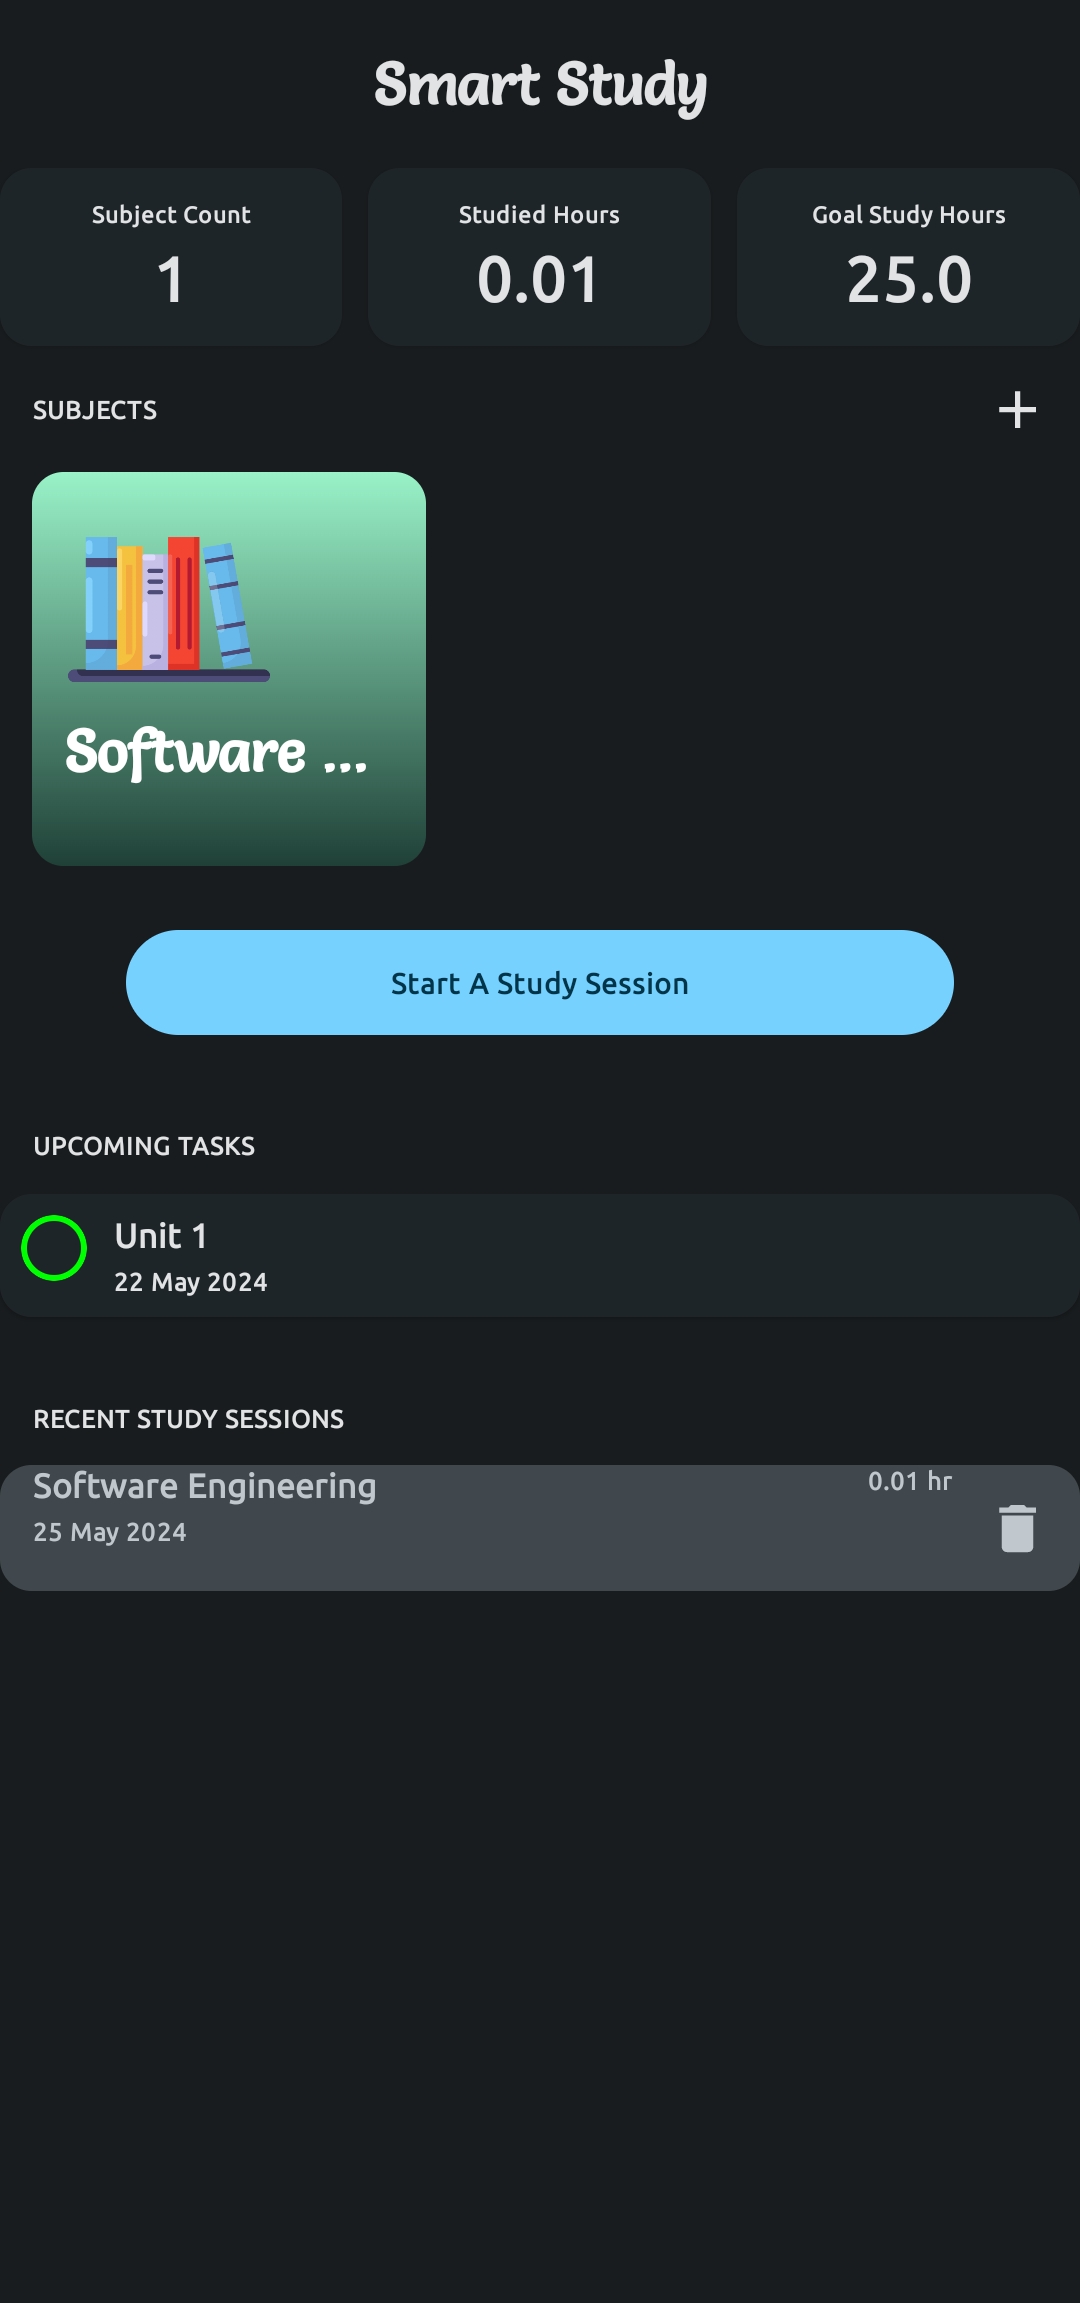 Smart Study
Subject Count
1
Studied Hours
0.01
Goal Study Hours
25.0
SUBJECTS
Software ...
Start A Study Session
UPCOMING TASKS
Unit 1
22 May 2024
RECENT STUDY SESSIONS
Software Engineering
0.01 hr
25 May 2024